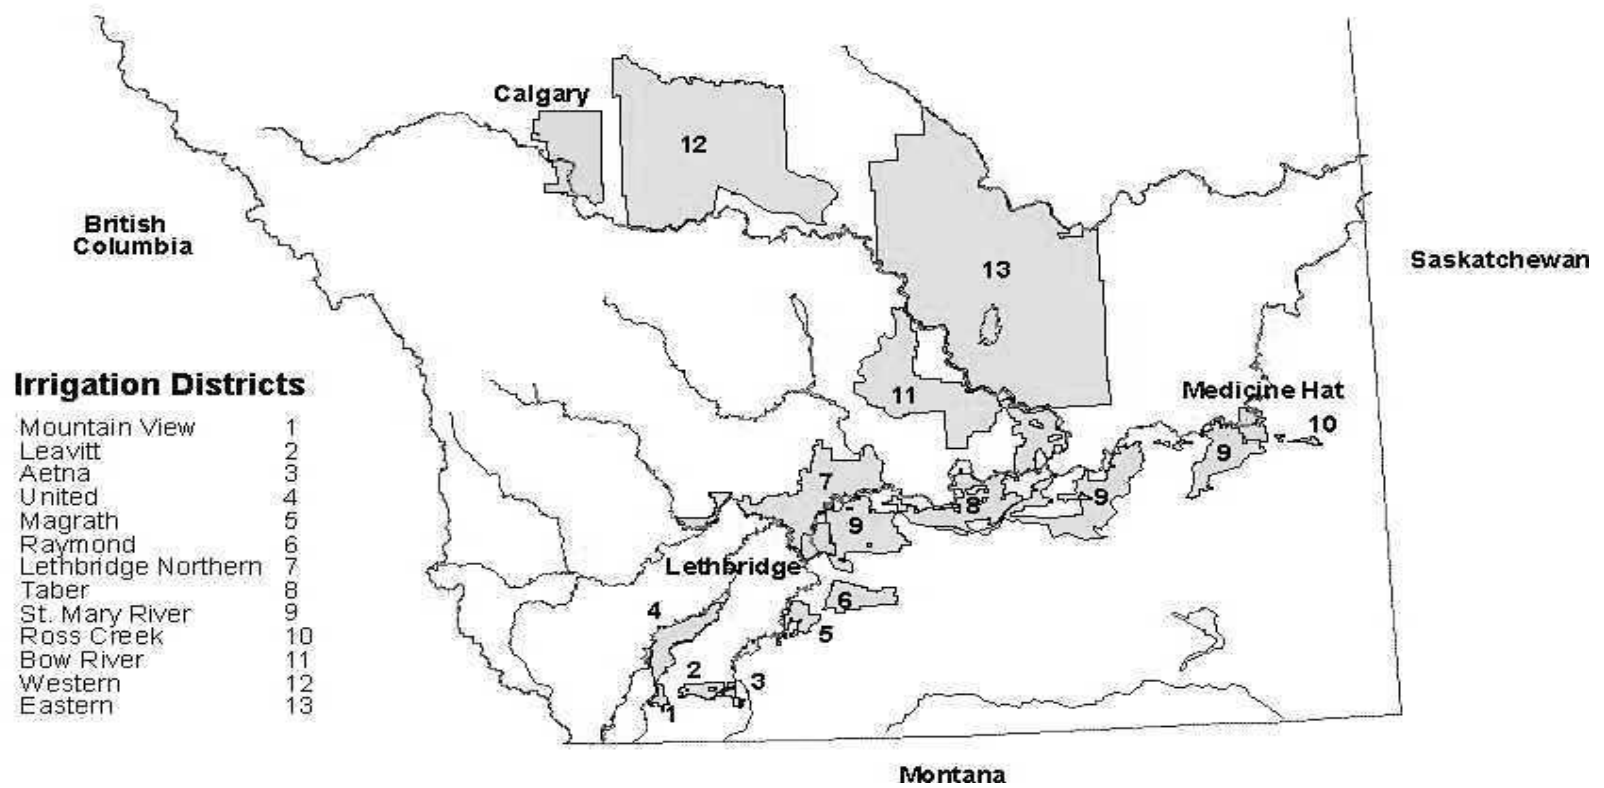 Calgary
12
British
Columbia
13
Saskatchewan
Irrigation Districts
Mountain View 1
Leavitt 2
Aetna 3
United 4
Magrath 5
Raymond 6
Lethbridge Northern 7
Taber 8
St. Mary River 9
Ross Creek 10
Bow River 11
Western 12
Eastern 13
Medicine Hat
11
10
9
7
9
8
9
Lethbridge
4
6
5
2
3
1
Montana